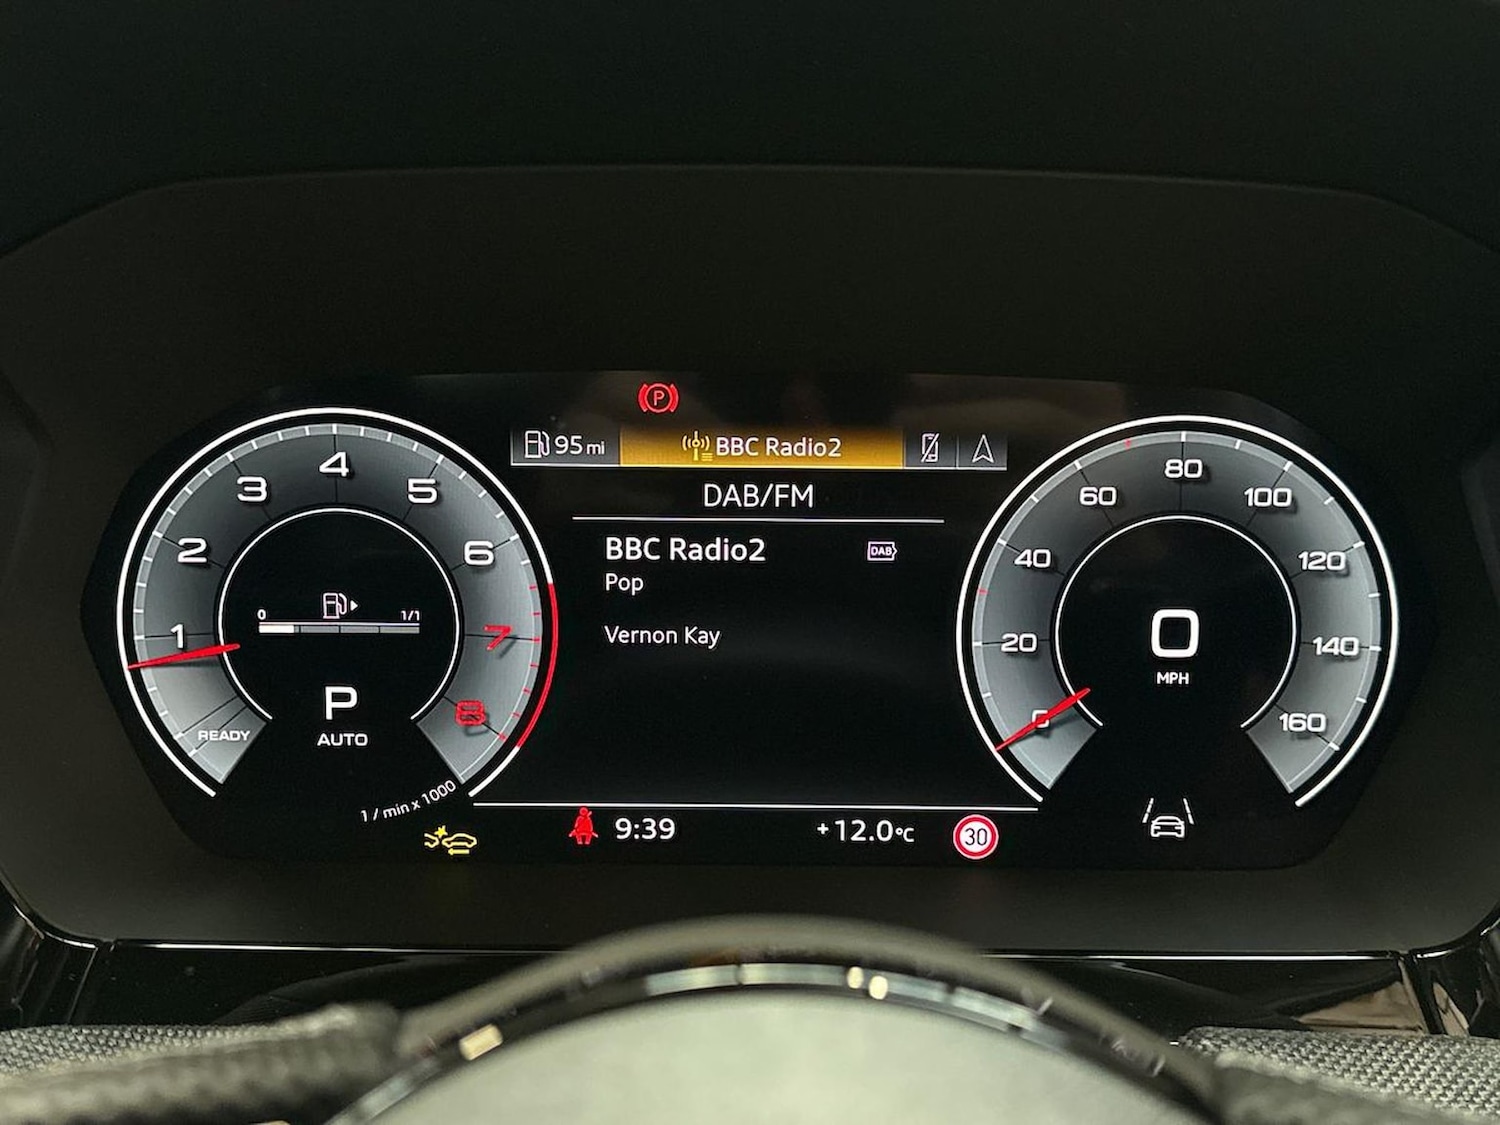 P
95 mi
BBC Radio2
DAB/FM
BBC Radio2
DAB
Pop
Vernon Kay
1
2
3
4
5
6
7
8
READY
0
1/1
P
AUTO
1 / min x 1000
0
20
40
60
80
100
120
140
160
0
MPH
9:39
+12.0°C
30